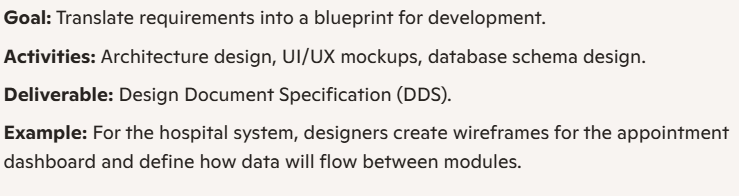 Goal: Translate requirements into a blueprint for development.
Activities: Architecture design, UI/UX mockups, database schema design.
Deliverable: Design Document Specification (DDS).
Example: For the hospital system, designers create wireframes for the appointment
dashboard and define how data will flow between modules.